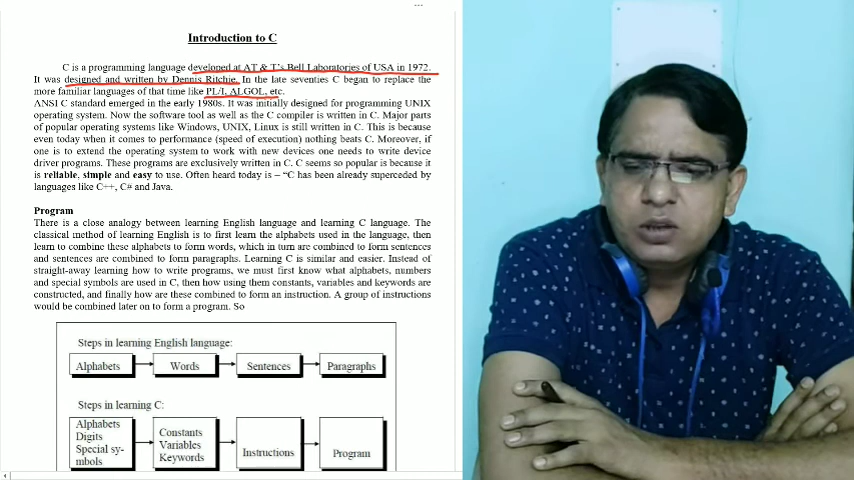 Introduction to C
C is a programming language developed at AT & T's Bell Laboratories of USA in 1972.
It was designed and written by Dennis Ritchie. In the late seventies C began to replace the
more familiar languages of that time like PL/I, ALGOL, etc.
ANSI C standard emerged in the early 1980s. It was initially designed for programming UNIX
operating system. Now the software tool as well as the C compiler is written in C. Major parts
of popular operating systems like Windows, UNIX, Linux is still written in C. This is because
even today when it comes to performance (speed of execution) nothing beats C. Moreover, if
one is to extend the operating system to work with new devices one needs to write device
driver programs. These programs are exclusively written in C. C seems so popular is because it
is reliable, simple and easy to use. Often heard today is – “C has been already superceded by
languages like C++, C# and Java.
Program
There is a close analogy between learning English language and learning C language. The
classical method of learning English is to first learn the alphabets used in the language, then
learn to combine these alphabets to form words, which in turn are combined to form sentences
and sentences are combined to form paragraphs. Learning C is similar and easier. Instead of
straight-away learning how to write programs, we must first know what alphabets, numbers
and special symbols are used in C, then how using them constants, variables and keywords are
constructed, and finally how are these combined to form an instruction. A group of instructions
would be combined later on to form a program. So
Steps in learning English language:
Alphabets
Words
Sentences
Paragraphs
Steps in learning C:
Alphabets
Digits
Special sy-
mbols
Constants
Variables
Keywords
Instructions
Program